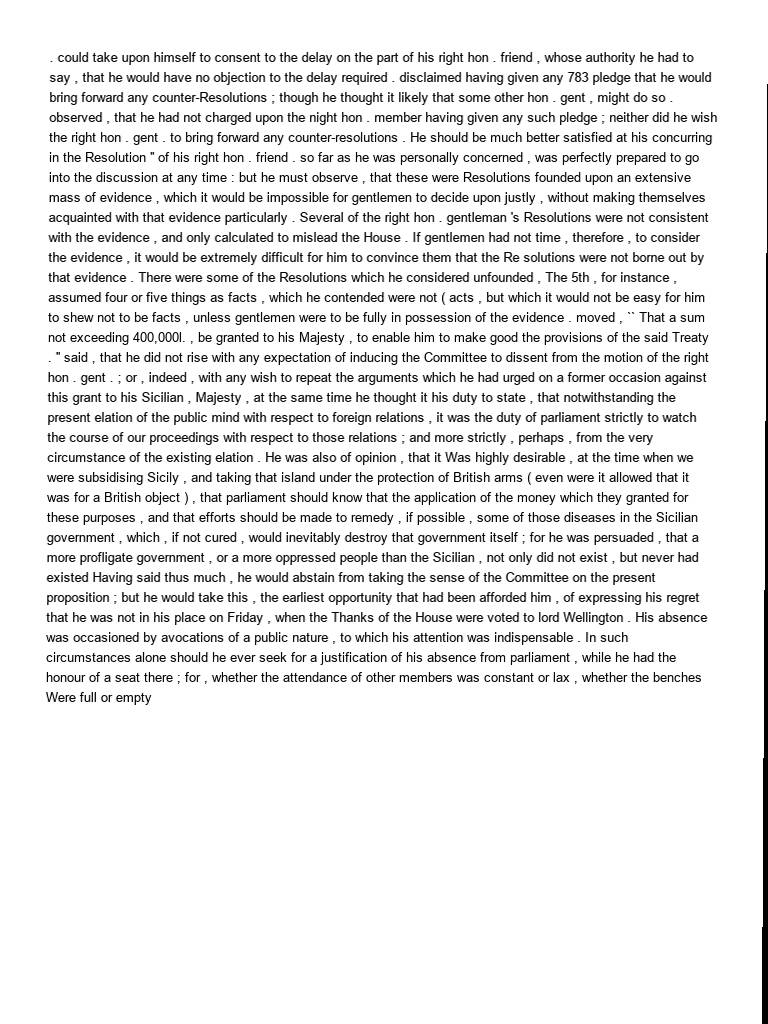 . could take upon himself to consent to the delay on the part of his right hon . friend , whose authority he had to
say , that he would have no objection to the delay required . disclaimed having given any 783 pledge that he would
bring forward any counter-Resolutions ; though he thought it likely that some other hon . gent , might do so .
observed , that he had not charged upon the night hon . member having given any such pledge ; neither did he wish
the right hon . gent . to bring forward any counter-resolutions . He should be much better satisfied at his concurring
in the Resolution " of his right hon . friend . so far as he was personally concerned , was perfectly prepared to go
into the discussion at any time : but he must observe , that these were Resolutions founded upon an extensive
mass of evidence , which it would be impossible for gentlemen to decide upon justly , without making themselves
acquainted with that evidence particularly . Several of the right hon . gentleman 's Resolutions were not consistent
with the evidence , and only calculated to mislead the House . If gentlemen had not time , therefore , to consider
the evidence , it would be extremely difficult for him to convince them that the Re solutions were not borne out by
that evidence . There were some of the Resolutions which he considered unfounded , The 5th , for instance ,
assumed four or five things as facts , which he contended were not ( acts , but which it would not be easy for him
to shew not to be facts , unless gentlemen were to be fully in possession of the evidence . moved , `` That a sum
not exceeding 400,000l. , be granted to his Majesty , to enable him to make good the provisions of the said Treaty
. " said , that he did not rise with any expectation of inducing the Committee to dissent from the motion of the right
hon . gent . ; or , indeed , with any wish to repeat the arguments which he had urged on a former occasion against
this grant to his Sicilian , Majesty , at the same time he thought it his duty to state , that notwithstanding the
present elation of the public mind with respect to foreign relations , it was the duty of parliament strictly to watch
the course of our proceedings with respect to those relations ; and more strictly , perhaps , from the very
circumstance of the existing elation . He was also of opinion , that it Was highly desirable , at the time when we
were subsidising Sicily , and taking that island under the protection of British arms ( even were it allowed that it
was for a British object ) , that parliament should know that the application of the money which they granted for
these purposes , and that efforts should be made to remedy , if possible , some of those diseases in the Sicilian
government , which , if not cured , would inevitably destroy that government itself ; for he was persuaded , that a
more profligate government , or a more oppressed people than the Sicilian , not only did not exist , but never had
existed Having said thus much , he would abstain from taking the sense of the Committee on the present
proposition ; but he would take this , the earliest opportunity that had been afforded him , of expressing his regret
that he was not in his place on Friday , when the Thanks of the House were voted to lord Wellington . His absence
was occasioned by avocations of a public nature , to which his attention was indispensable . In such
circumstances alone should he ever seek for a justification of his absence from parliament , while he had the
honour of a seat there ; for , whether the attendance of other members was constant or lax , whether the benches
Were full or empty